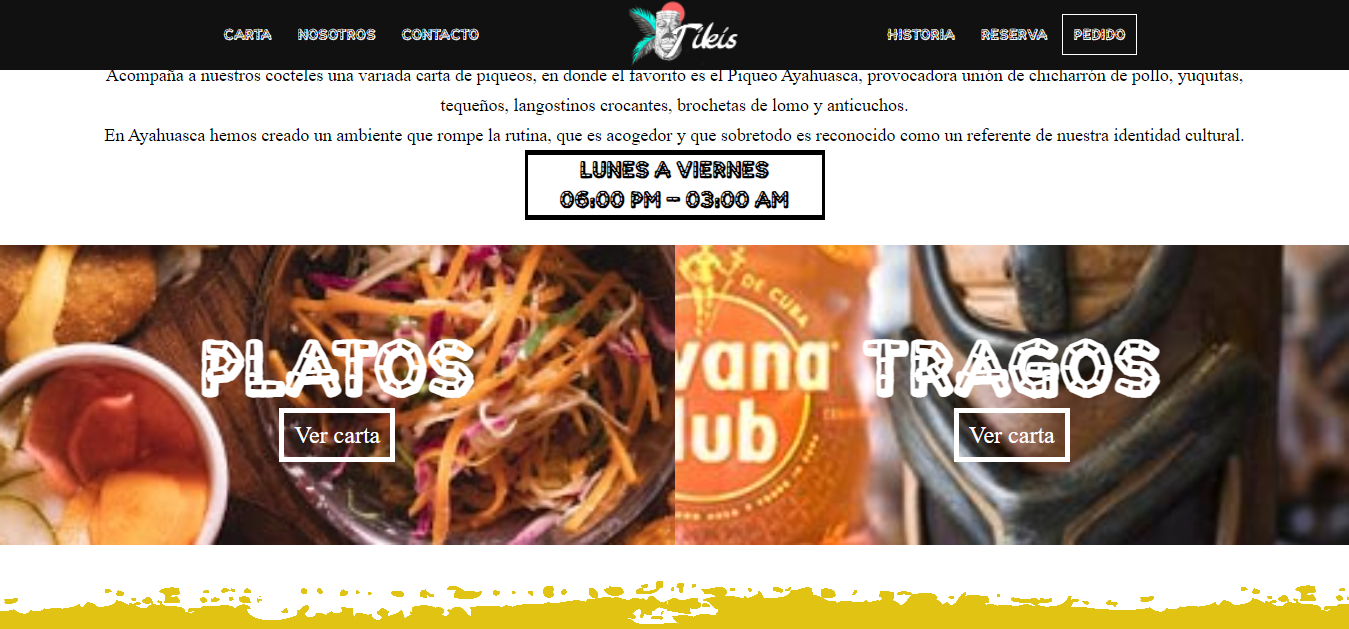 CARTA NOSOTROS CONTACTO Tikis HISTORIA RESERVA PEDIDO
Acompaña a nuestros cocteles una variada carta de piqueos, en donde el favorito es el Piqueo Ayahuasca, provocadora unión de chicharrón de pollo, yuquitas,
tequeños, langostinos crocantes, brochetas de lomo y anticuchos.
En Ayahuasca hemos creado un ambiente que rompe la rutina, que es acogedor y que sobretodo es reconocido como un referente de nuestra identidad cultural.
LUNES A VIERNES
06:00 PM – 03:00 AM
PLATOS
Ver carta
DE CUBA
vana
lub
TRAGOS
Ver carta